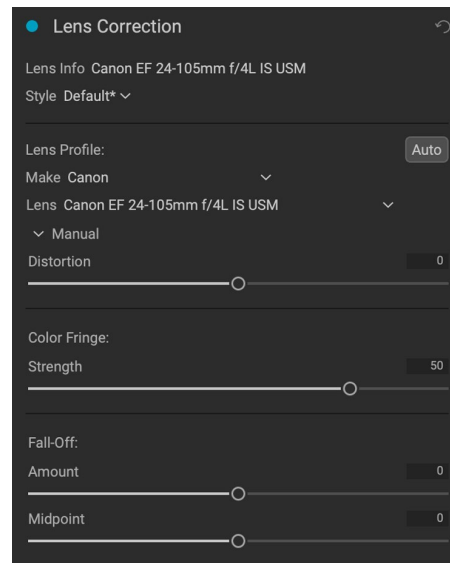 Lens Correction
Lens Info Canon EF 24-105mm f/4L IS USM
Style Default*
Lens Profile: Auto
Make Canon
Lens Canon EF 24-105mm f/4L IS USM
Manual
Distortion 0
Color Fringe:
Strength 50
Fall-Off:
Amount 0
Midpoint 0